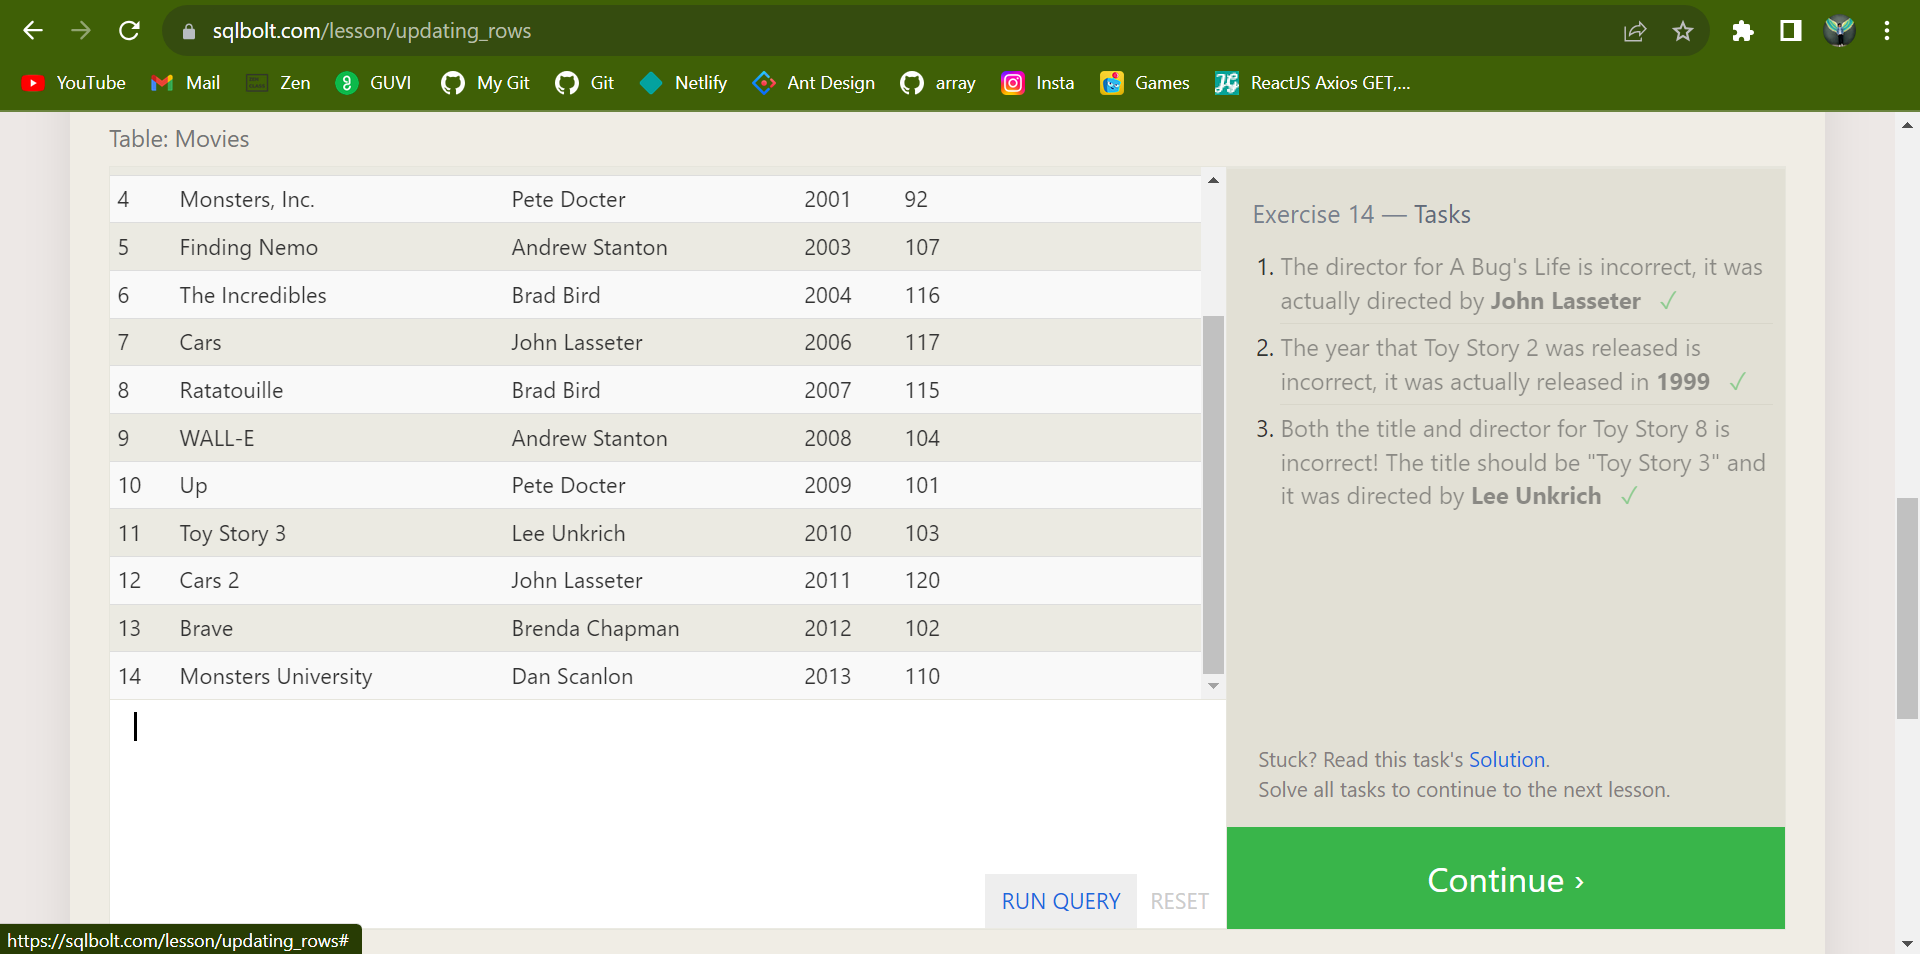 sqlbolt.com/lesson/updating_rows
YouTube Mail Zen GUVI My Git Git Netlify Ant Design array Insta Games ReactJS Axios GET,...
Table: Movies
4 Monsters, Inc. Pete Docter 2001 92
5 Finding Nemo Andrew Stanton 2003 107
6 The Incredibles Brad Bird 2004 116
7 Cars John Lasseter 2006 117
8 Ratatouille Brad Bird 2007 115
9 WALL-E Andrew Stanton 2008 104
10 Up Pete Docter 2009 101
11 Toy Story 3 Lee Unkrich 2010 103
12 Cars 2 John Lasseter 2011 120
13 Brave Brenda Chapman 2012 102
14 Monsters University Dan Scanlon 2013 110
RUN QUERY RESET
Exercise 14 — Tasks
1. The director for A Bug's Life is incorrect, it was
actually directed by John Lasseter ✓
2. The year that Toy Story 2 was released is
incorrect, it was actually released in 1999 ✓
3. Both the title and director for Toy Story 8 is
incorrect! The title should be "Toy Story 3" and
it was directed by Lee Unkrich ✓
Stuck? Read this task's Solution.
Solve all tasks to continue to the next lesson.
Continue ›
https://sqlbolt.com/lesson/updating_rows#